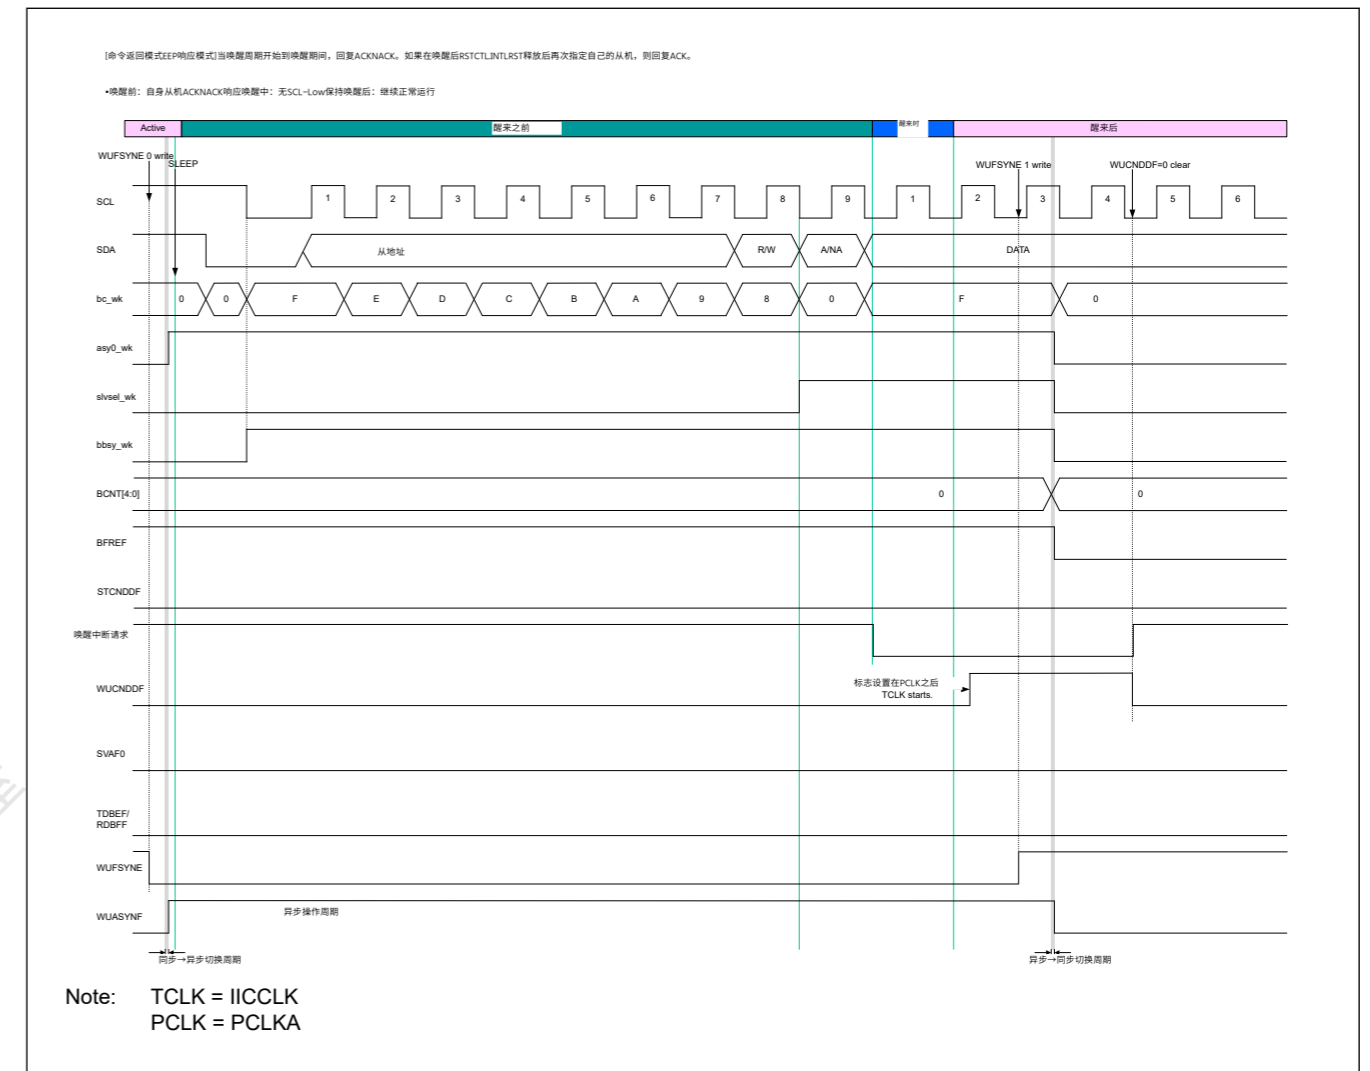 [命令返回模式EEP响应模式]当唤醒周期开始到唤醒期间，回复ACKNACK。如果在唤醒后RSTCTL.INTLRST释放后再次指定自己的从机，则回复ACK。
•唤醒前：自身从机ACKNACK响应唤醒中：无SCL-Low保持唤醒后：继续正常运行
Active 醒来之前 醒来时 醒来后
WUFSYNE 0 write SLEEP WUFSYNE 1 write WUCNDDF=0 clear
SCL 1 2 3 4 5 6 7 8 9 1 2 3 4 5 6
SDA 从地址 R/W A/NA DATA
bc_wk 0 0 F E D C B A 9 8 0 F 0
asy0_wk
slvsel_wk
bbsy_wk
BCNT[4:0] 0 0
BFREF
STCNDDF
唤醒中断请求
标志设置在PCLK之后
WUCNDDF TCLK starts.
SVAF0
TDBEF/
RDBFF
WUFSYNE
WUASYNF 异步操作周期
同步→异步切换周期 异步→同步切换周期
Note: TCLK = IICCLK
PCLK = PCLKA